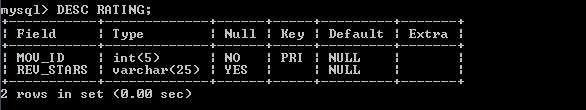 mysql> DESC RATING;
+-----------+-------------+------+-----+---------+-------+
| Field     | Type        | Null | Key | Default | Extra |
+-----------+-------------+------+-----+---------+-------+
| MOV_ID    | int(5)      | NO   | PRI | NULL    |       |
| REV_STARS | varchar(25) | YES  |     | NULL    |       |
+-----------+-------------+------+-----+---------+-------+
2 rows in set (0.00 sec)